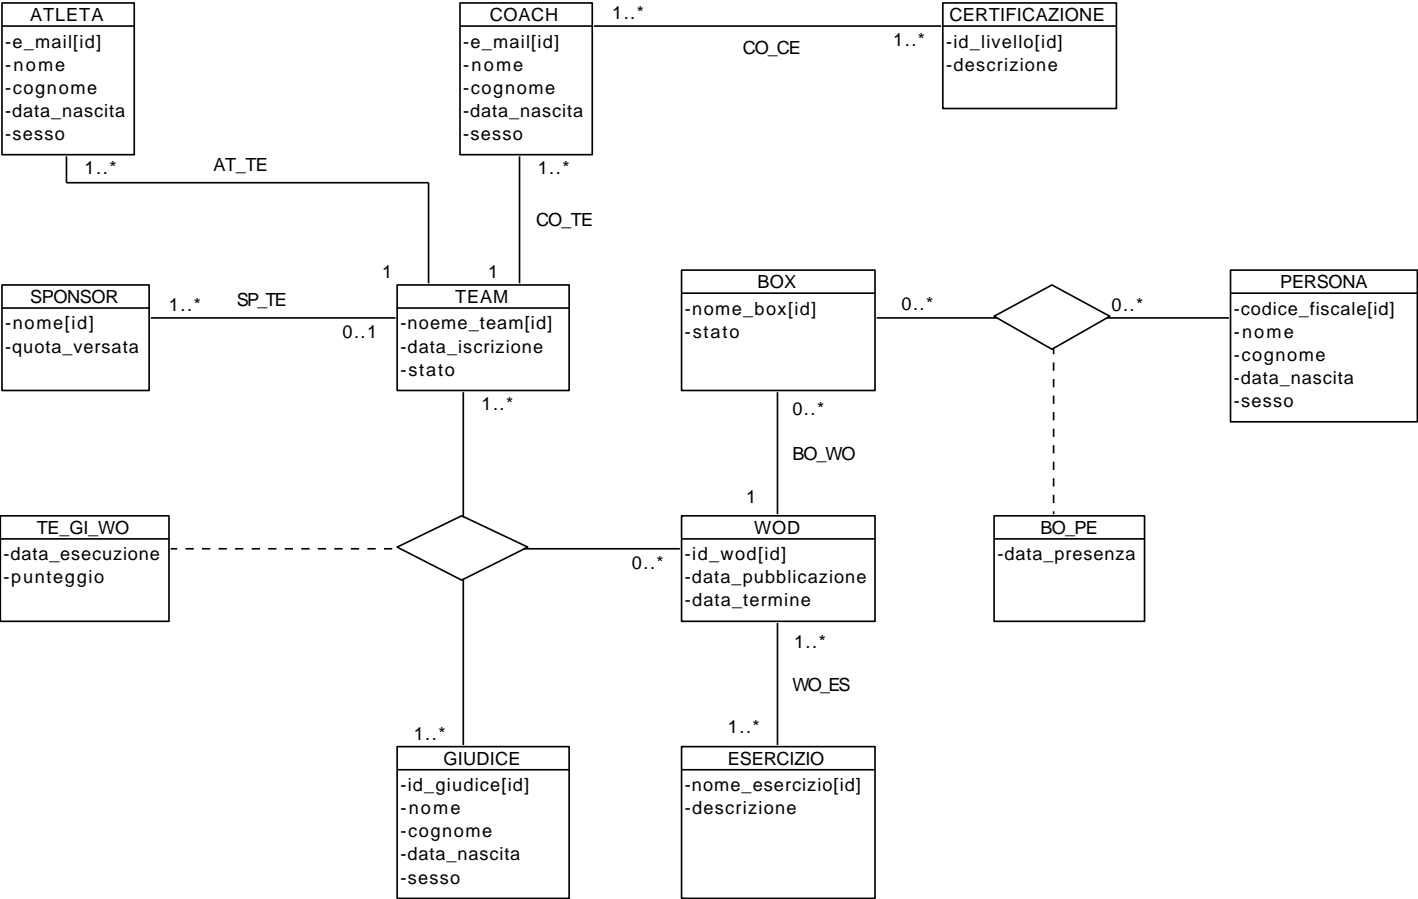 ATLETA
-e_mail[id]
-nome
-cognome
-data_nascita
-sesso
COACH
-e_mail[id]
-nome
-cognome
-data_nascita
-sesso
1..*
CO_CE
1..*
CERTIFICAZIONE
-id_livello[id]
-descrizione
1..*
AT_TE
1..*
CO_TE
1
1
SPONSOR
-nome[id]
-quota_versata
1..*
SP_TE
0..1
TEAM
-noeme_team[id]
-data_iscrizione
-stato
1..*
BOX
-nome_box[id]
-stato
0..*
0..*
PERSONA
-codice_fiscale[id]
-nome
-cognome
-data_nascita
-sesso
0..*
BO_WO
1
TE_GI_WO
-data_esecuzione
-punteggio
0..*
WOD
-id_wod[id]
-data_pubblicazione
-data_termine
BO_PE
-data_presenza
1..*
WO_ES
1..*
1..*
GIUDICE
-id_giudice[id]
-nome
-cognome
-data_nascita
-sesso
ESERCIZIO
-nome_esercizio[id]
-descrizione